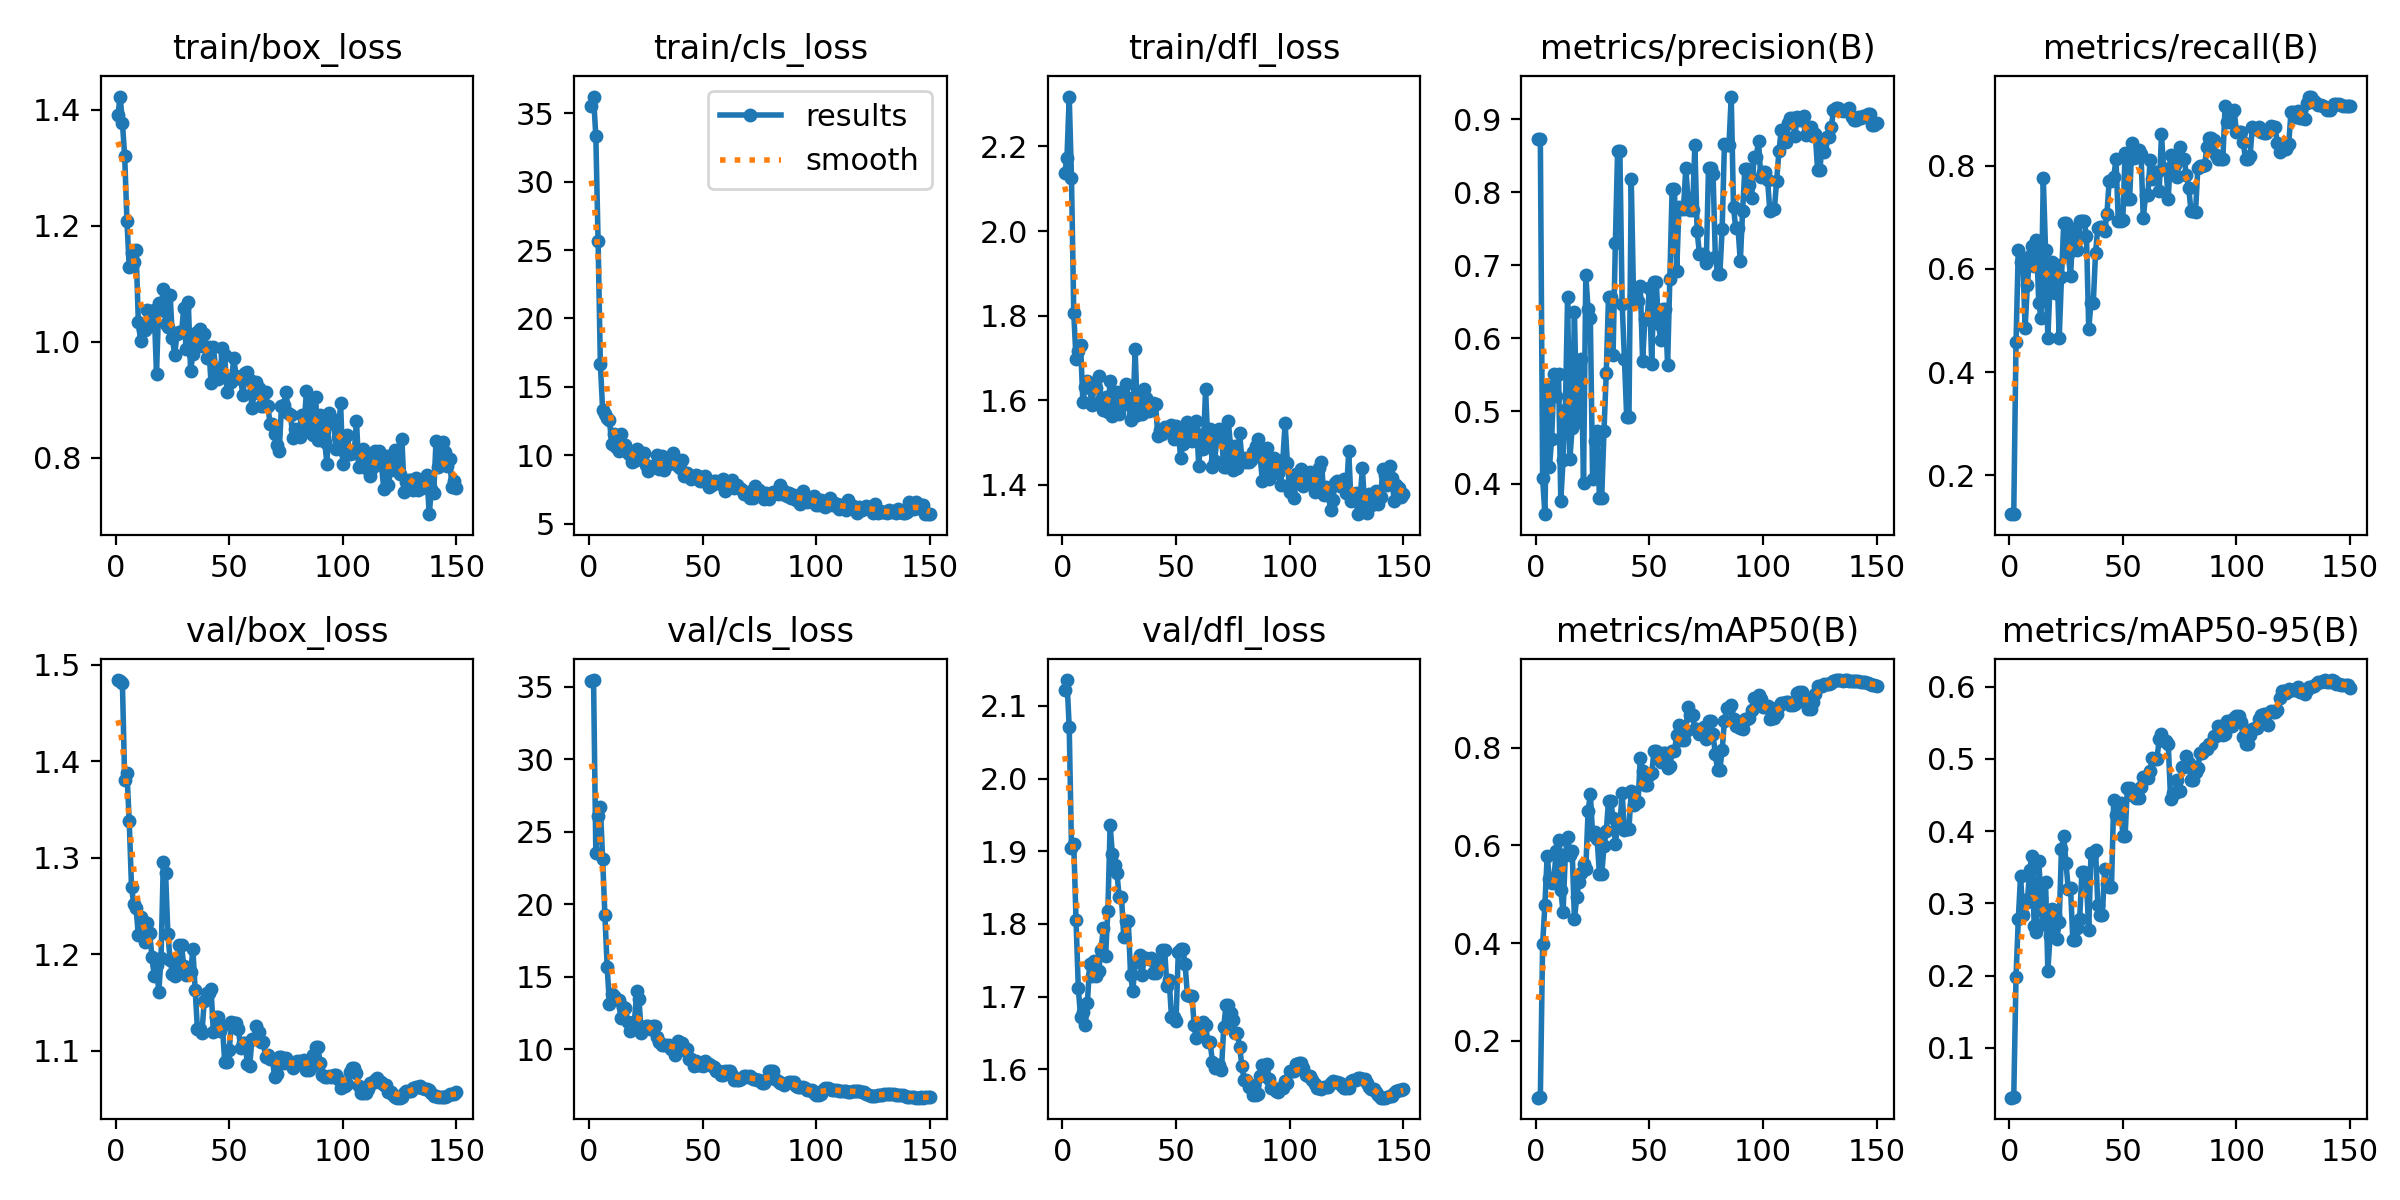 train/box_loss
1.4
1.2
1.0
0.8
0 50 100 150
train/cls_loss
results
smooth
35
30
25
20
15
10
5
0 50 100 150
train/dfl_loss
2.2
2.0
1.8
1.6
1.4
0 50 100 150
metrics/precision(B)
0.9
0.8
0.7
0.6
0.5
0.4
0 50 100 150
metrics/recall(B)
0.8
0.6
0.4
0.2
0 50 100 150
val/box_loss
1.5
1.4
1.3
1.2
1.1
0 50 100 150
val/cls_loss
35
30
25
20
15
10
0 50 100 150
val/dfl_loss
2.1
2.0
1.9
1.8
1.7
1.6
0 50 100 150
metrics/mAP50(B)
0.8
0.6
0.4
0.2
0 50 100 150
metrics/mAP50-95(B)
0.6
0.5
0.4
0.3
0.2
0.1
0 50 100 150